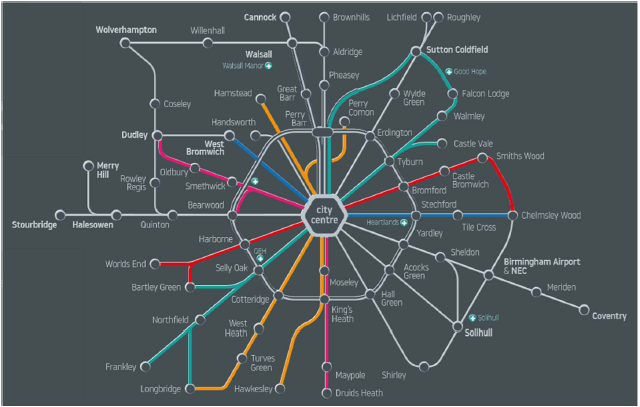 Cannock
Brownhills
Lichfield
Roughley
Wolverhampton
Willenhall
Walsall
Walsall Manor
Aldridge
Sutton Coldfield
Good Hope
Pheasey
Hamstead
Great
Barr
Perry
Comon
Wylde
Green
Falcon Lodge
Coseley
Handsworth
Perry
Barr
Walmley
Dudley
West
Bromwich
Erdington
Castle Vale
Smiths Wood
Merry
Hill
Oldbury
Tyburn
Castle
Bromwich
Rowley
Regis
Smethwick
Bromford
Stourbridge
Halesowen
Quinton
Bearwood
city
centre
Heartlands
Stechford
Tile Cross
Chelmsley Wood
Harborne
Yardley
QEH
Sheldon
Worlds End
Selly Oak
Moseley
Acocks
Green
Birmingham Airport
& NEC
Bartley Green
Cotteridge
Hall
Green
Meriden
Northfield
West
Heath
King's
Heath
Solihull
Solihull
Coventry
Frankley
Turves
Green
Maypole
Shirley
Longbridge
Hawkesley
Druids Heath